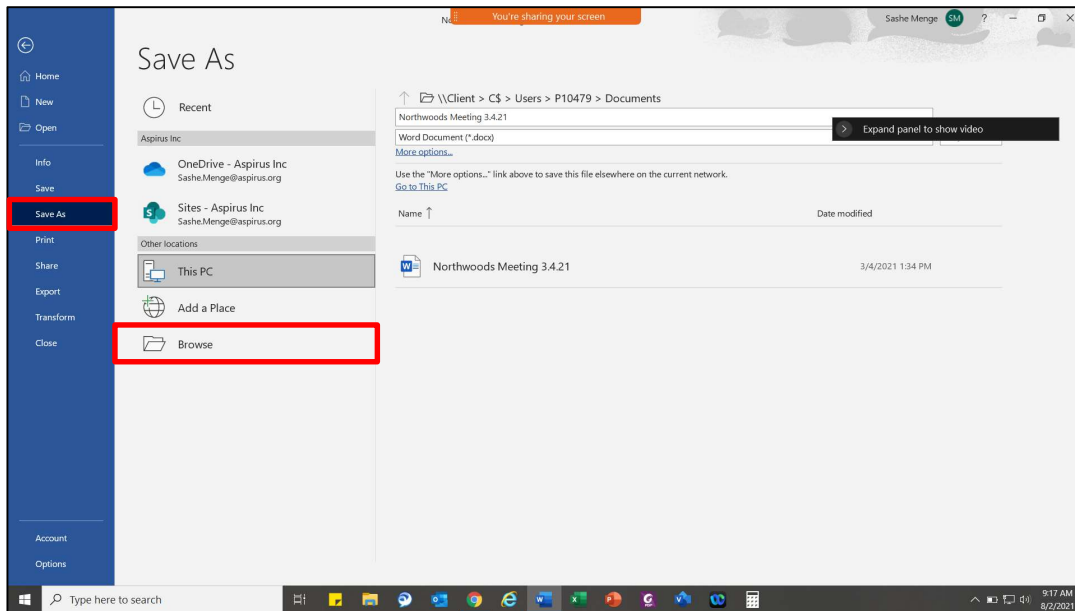 Ne
You're sharing your screen
Sashe Menge
SM
?
Home
New
Open
Info
Save
Save As
Print
Share
Export
Transform
Close
Account
Options
Save As
Recent
Aspirus Inc
OneDrive - Aspirus Inc
Sashe.Menge@aspirus.org
Sites - Aspirus Inc
Sashe.Menge@aspirus.org
Other locations
This PC
Add a Place
Browse
\\Client > C$ > Users > P10479 > Documents
Northwoods Meeting 3.4.21
Word Document (*.docx)
Expand panel to show video
More options...
Use the "More options..." link above to save this file elsewhere on the current network.
Go to This PC
Name ↑
Date modified
Northwoods Meeting 3.4.21
3/4/2021 1:34 PM
Type here to search
9:17 AM
8/2/2021